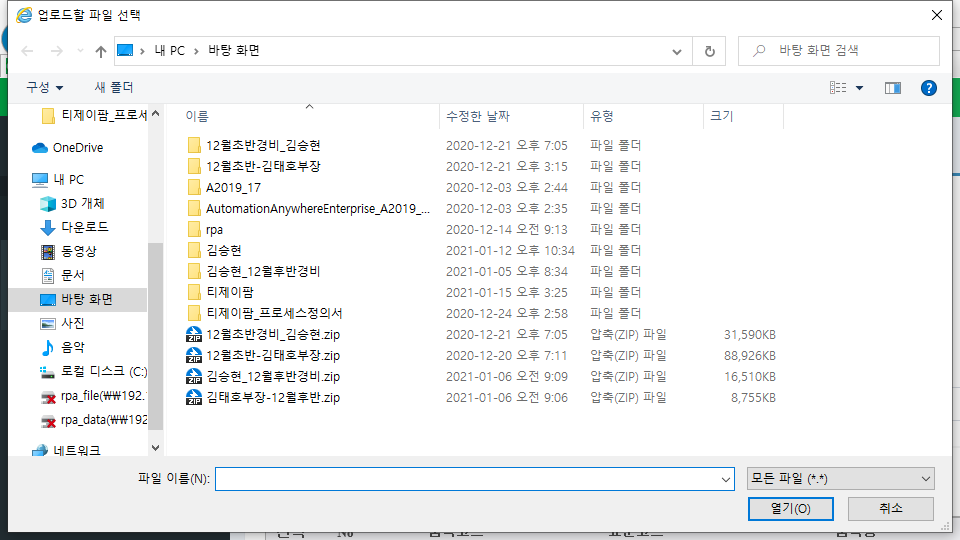 업로드할 파일 선택
내 PC
바탕 화면
바탕 화면 검색
구성
새 폴더
티제이팜_프로세
OneDrive
내 PC
3D 개체
다운로드
동영상
문서
바탕 화면
사진
음악
로컬 디스크 (C:)
rpa_file(₩₩192.1
rpa_data(₩₩192
네트워크
이름 수정한 날짜 유형 크기
12월초반경비_김승현 2020-12-21 오후 7:05 파일 폴더
12월초반-김태호부장 2020-12-21 오후 3:15 파일 폴더
A2019_17 2020-12-03 오후 2:44 파일 폴더
AutomationAnywhereEnterprise_A2019_... 2020-12-03 오후 2:35 파일 폴더
rpa 2020-12-14 오전 9:13 파일 폴더
김승현 2021-01-12 오후 10:34 파일 폴더
김승현_12월후반경비 2021-01-05 오후 8:34 파일 폴더
티제이팜 2021-01-15 오후 3:25 파일 폴더
티제이팜_프로세스정의서 2020-12-24 오후 2:58 파일 폴더
12월초반경비_김승현.zip 2020-12-21 오후 7:05 압축(ZIP) 파일 31,590KB
12월초반-김태호부장.zip 2020-12-20 오후 7:11 압축(ZIP) 파일 88,926KB
김승현_12월후반경비.zip 2021-01-06 오전 9:09 압축(ZIP) 파일 16,510KB
김태호부장-12월후반.zip 2021-01-06 오전 9:06 압축(ZIP) 파일 8,755KB
파일 이름(N):
모든 파일 (*.*)
열기(O)
취소